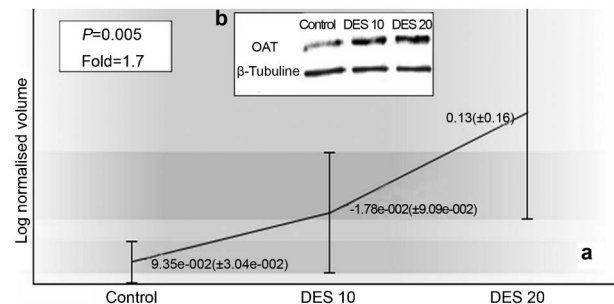 P=0.005
Fold=1.7
b
Control DES 10 DES 20
OAT
β-Tubuline
Log normalised volume
0.13(±0.16)
-1.78e-002(±9.09e-002)
9.35e-002(±3.04e-002)
a
Control DES 10 DES 20